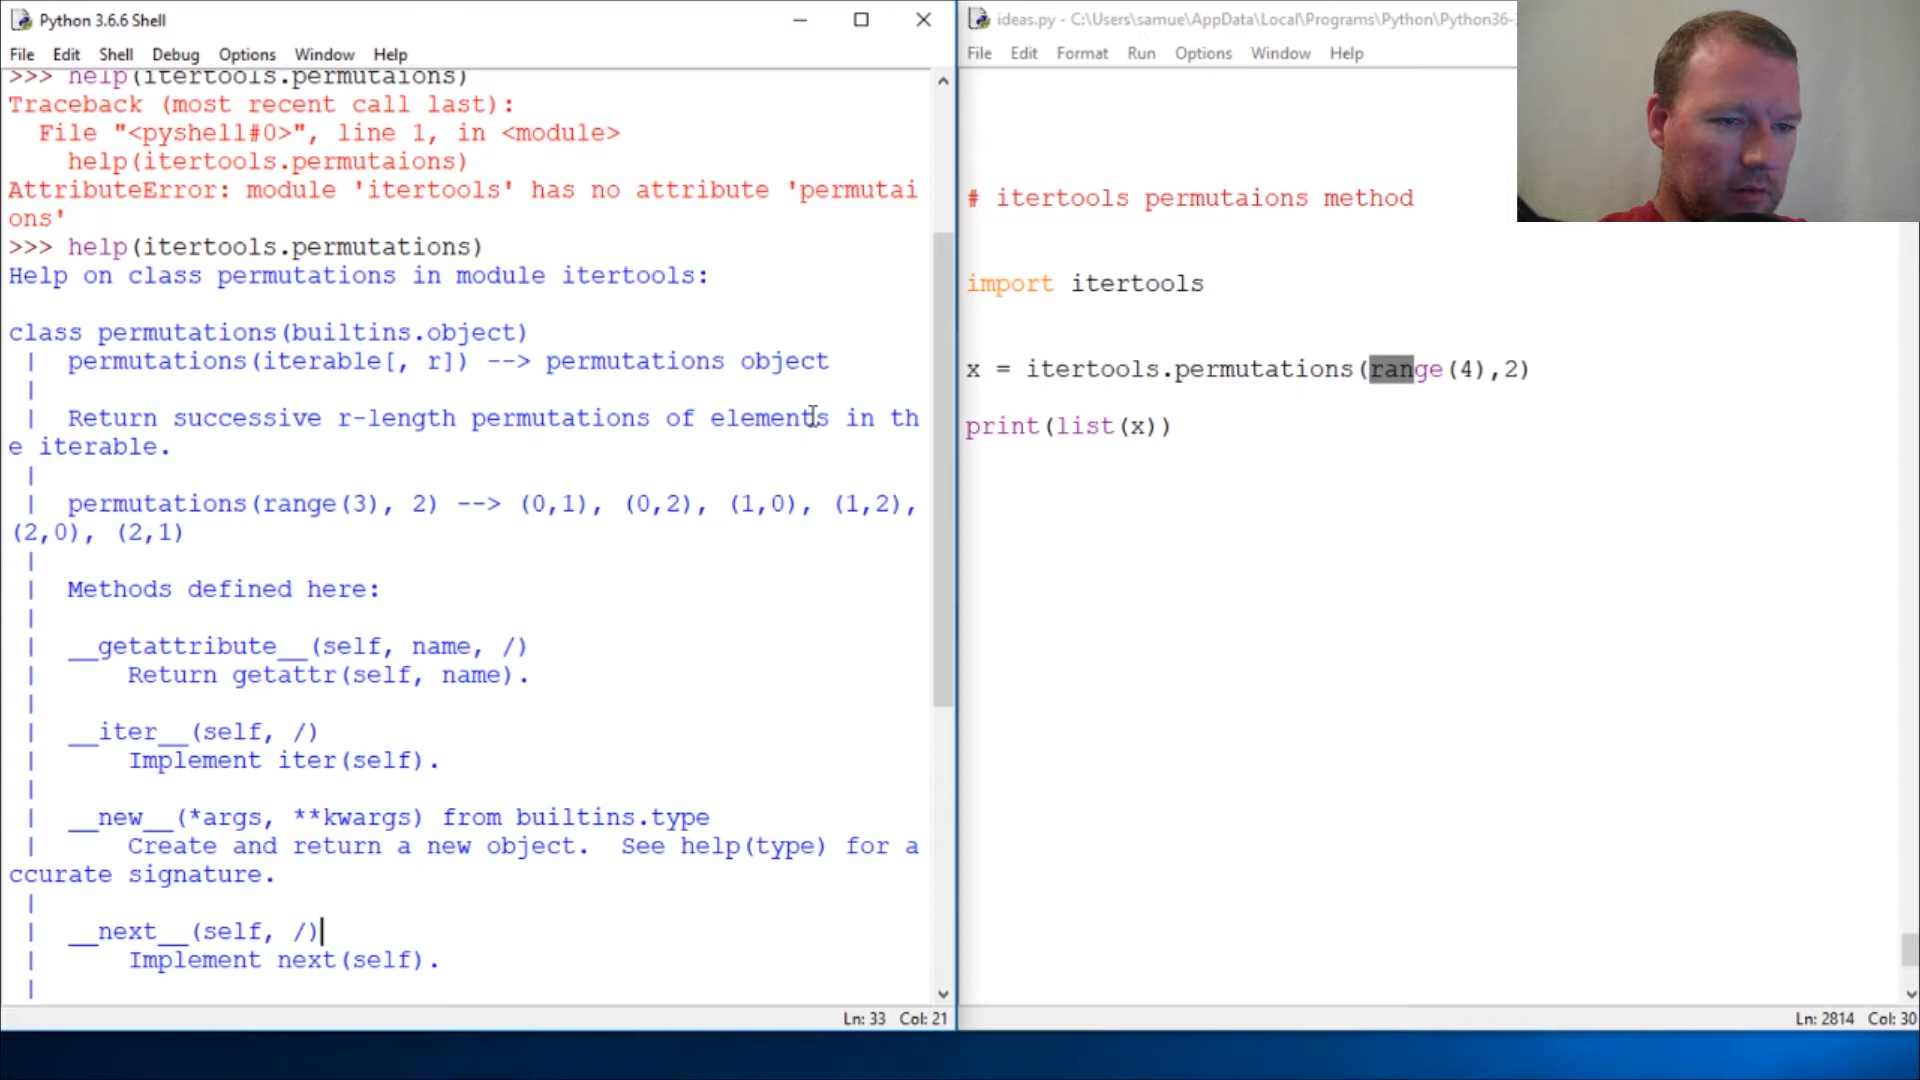 Python 3.6.6 Shell
File Edit Shell Debug Options Window Help
>>> help(itertools.permutaions)
Traceback (most recent call last):
File "<pyshell#0>", line 1, in <module>
help(itertools.permutaions)
AttributeError: module 'itertools' has no attribute 'permutai
ons'
>>> help(itertools.permutations)
Help on class permutations in module itertools:
class permutations(builtins.object)
| permutations(iterable[, r]) --> permutations object
|
| Return successive r-length permutations of elements in th
e iterable.
|
| permutations(range(3), 2) --> (0,1), (0,2), (1,0), (1,2),
(2,0), (2,1)
|
| Methods defined here:
|
| __getattribute__(self, name, /)
| Return getattr(self, name).
|
| __iter__(self, /)
| Implement iter(self).
|
| __new__(*args, **kwargs) from builtins.type
| Create and return a new object.  See help(type) for a
ccurate signature.
|
| __next__(self, /)
| Implement next(self).
|
Ln: 33 Col: 21
ideas.py - C:\Users\samue\AppData\Local\Programs\Python\Python36-
File Edit Format Run Options Window Help
# itertools permutaions method
import itertools
x = itertools.permutations(range(4),2)
print(list(x))
Ln: 2814 Col: 30